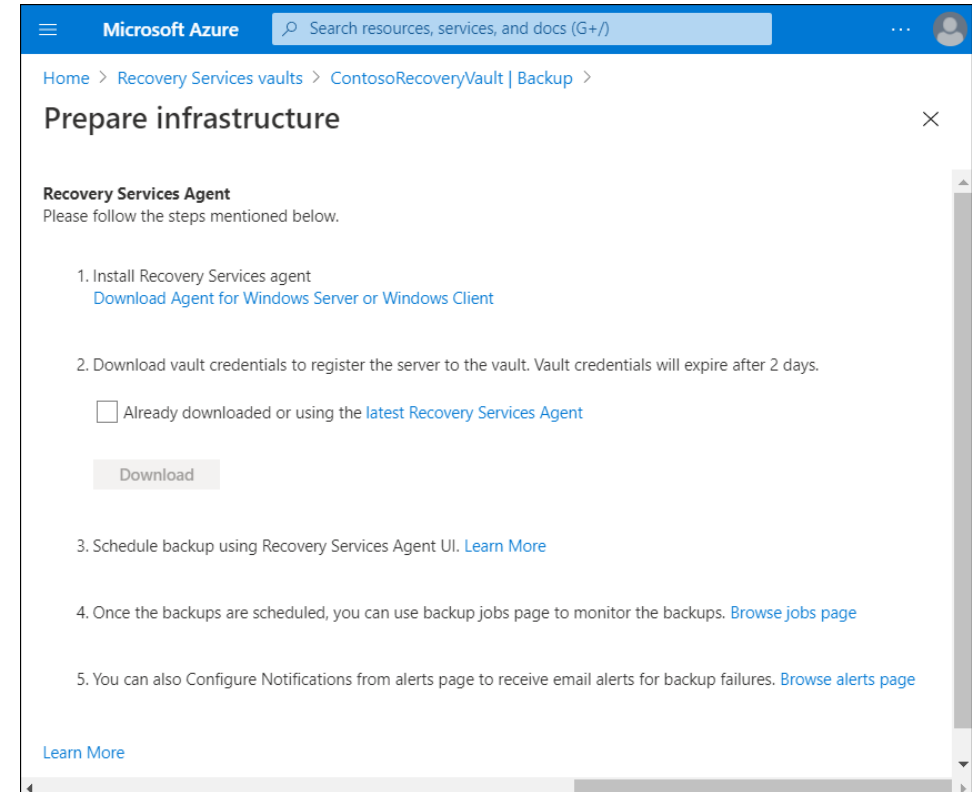 Microsoft Azure
Search resources, services, and docs (G+/)
...
Home > Recovery Services vaults > ContosoRecoveryVault | Backup >
Prepare infrastructure
Recovery Services Agent
Please follow the steps mentioned below.
1. Install Recovery Services agent
Download Agent for Windows Server or Windows Client
2. Download vault credentials to register the server to the vault. Vault credentials will expire after 2 days.
Already downloaded or using the latest Recovery Services Agent
Download
3. Schedule backup using Recovery Services Agent UI. Learn More
4. Once the backups are scheduled, you can use backup jobs page to monitor the backups. Browse jobs page
5. You can also Configure Notifications from alerts page to receive email alerts for backup failures. Browse alerts page
Learn More